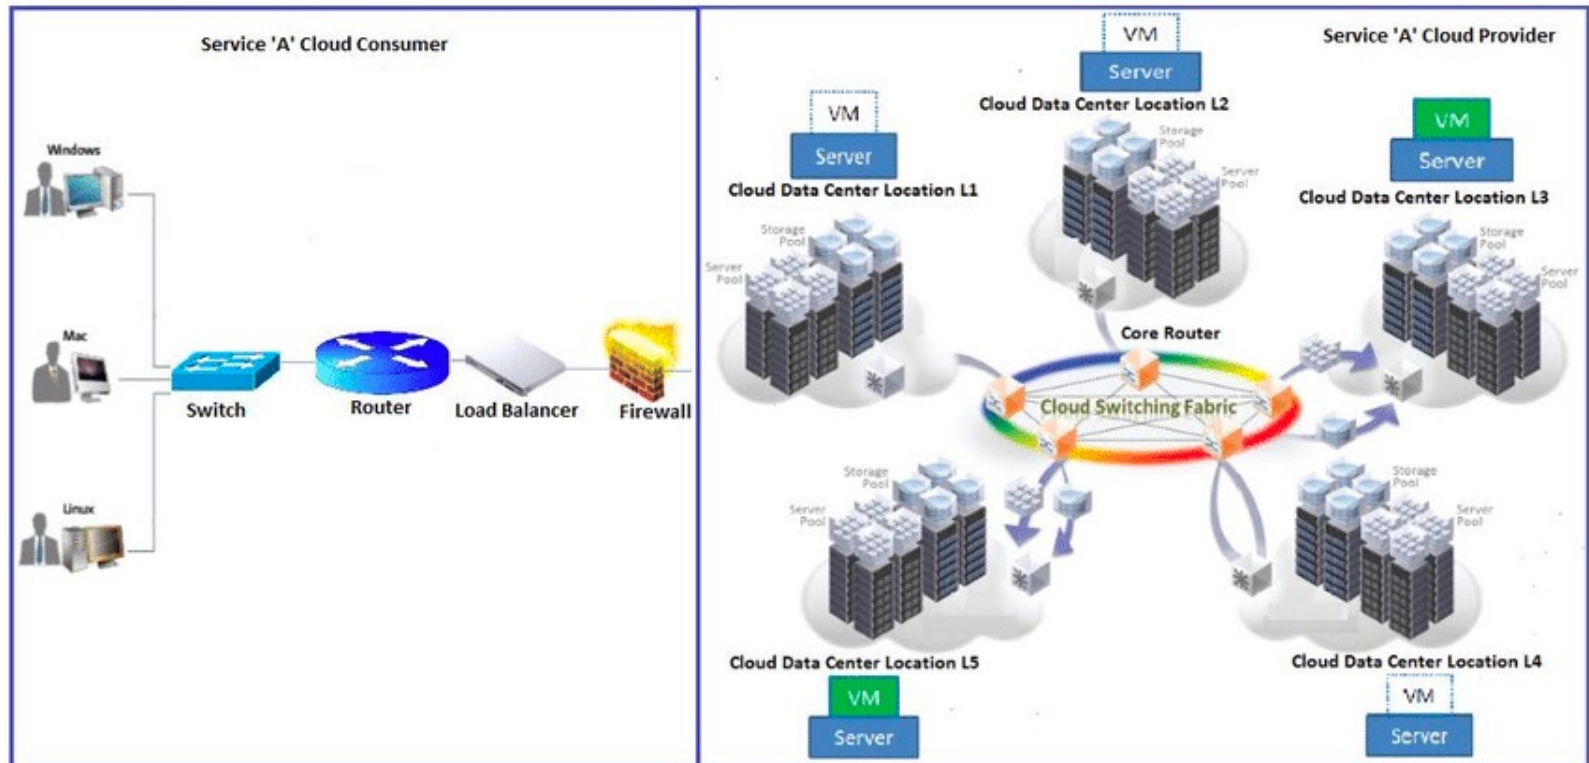 Service 'A' Cloud Consumer
Windows
Mac
Linux
Switch
Router
Load Balancer
Firewall
Service 'A' Cloud Provider
VM
Server
Cloud Data Center Location L1
Storage
Pool
Server
Pool
VM
Server
Cloud Data Center Location L2
Storage
Pool
Server
Pool
VM
Server
Cloud Data Center Location L3
Storage
Pool
Server
Pool
Core Router
Cloud Switching Fabric
Storage
Pool
Server
Pool
Cloud Data Center Location L5
VM
Server
Storage
Pool
Server
Pool
Cloud Data Center Location L4
VM
Server